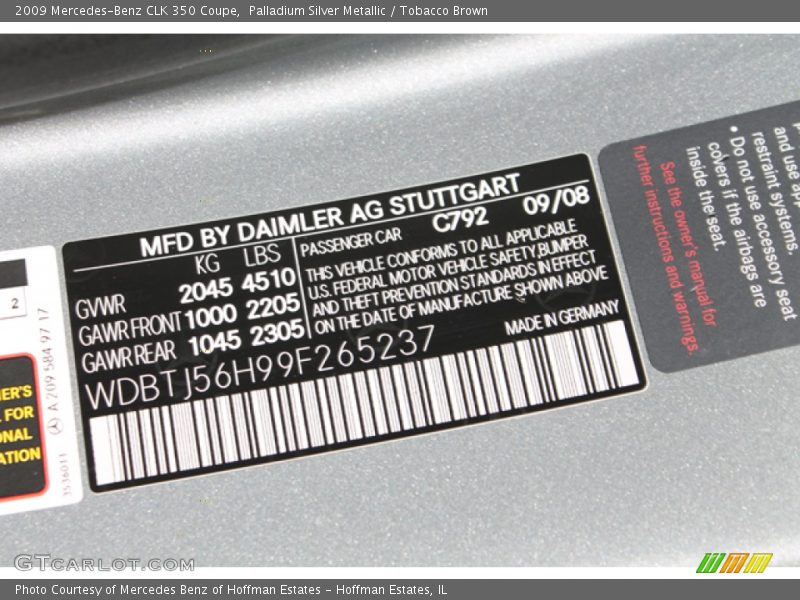 2009 Mercedes-Benz CLK 350 Coupe,  Palladium Silver Metallic / Tobacco Brown
MFD BY DAIMLER AG STUTTGART
KG LBS
GVWR 2045 4510
GAWR FRONT 1000 2205
GAWR REAR 1045 2305
PASSENGER CAR C792 09/08
THIS VEHICLE CONFORMS TO ALL APPLICABLE
U.S. FEDERAL MOTOR VEHICLE SAFETY,BUMPER
AND THEFT PREVENTION STANDARDS IN EFFECT
ON THE DATE OF MANUFACTURE SHOWN ABOVE
WDBTJ56H99F265237
MADE IN GERMANY
2
A 209 584 97 17
3536011
FOR
and use
restraint systems.
• Do not use accessory seat
covers if the airbags are
inside the seat.
See the owner's manual for
further instructions and warnings.
GTcarlot.com
Photo Courtesy of Mercedes Benz of Hoffman Estates - Hoffman Estates, IL